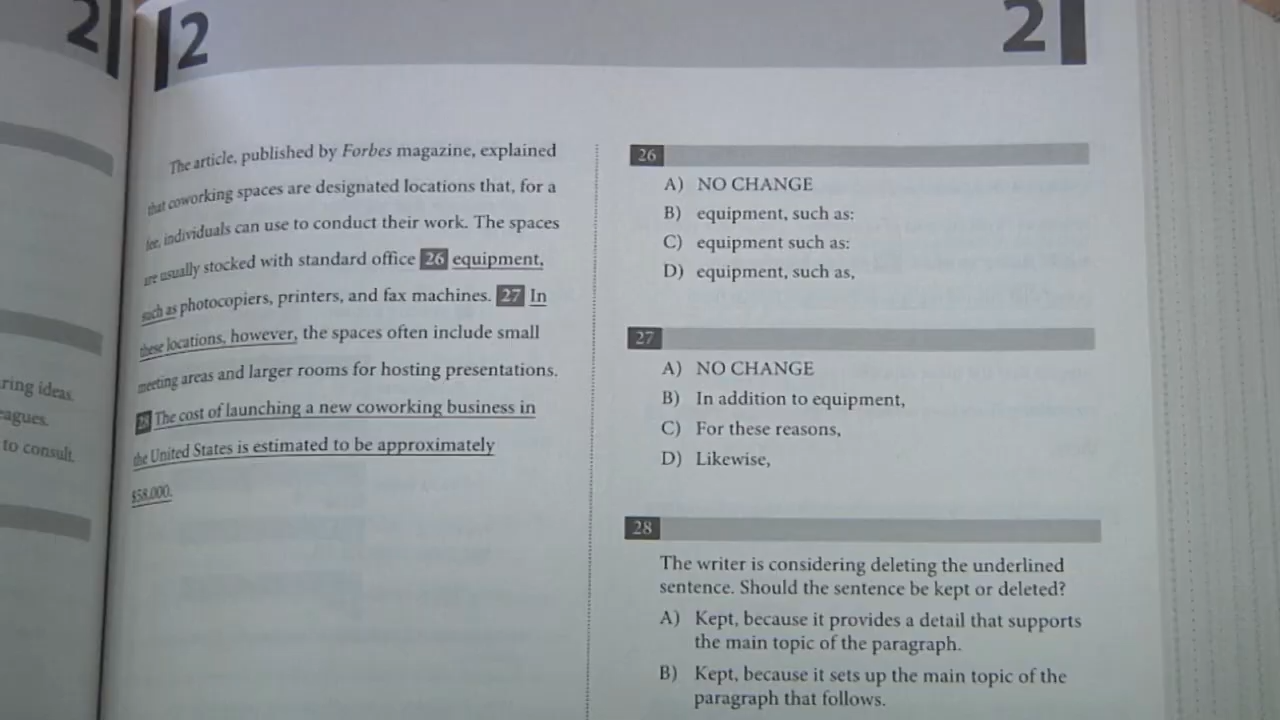 2
2
2
ring ideas.
eagues.
to consult.
The article, published by Forbes magazine, explained
that coworking spaces are designated locations that, for a
fee, individuals can use to conduct their work. The spaces
are usually stocked with standard office 26 equipment,
such as photocopiers, printers, and fax machines. 27 In
these locations, however, the spaces often include small
meeting areas and larger rooms for hosting presentations.
28 The cost of launching a new coworking business in
the United States is estimated to be approximately
$58,000.
26
A) NO CHANGE
B) equipment, such as:
C) equipment such as:
D) equipment, such as,
27
A) NO CHANGE
B) In addition to equipment,
C) For these reasons,
D) Likewise,
28
The writer is considering deleting the underlined
sentence. Should the sentence be kept or deleted?
A) Kept, because it provides a detail that supports
the main topic of the paragraph.
B) Kept, because it sets up the main topic of the
paragraph that follows.